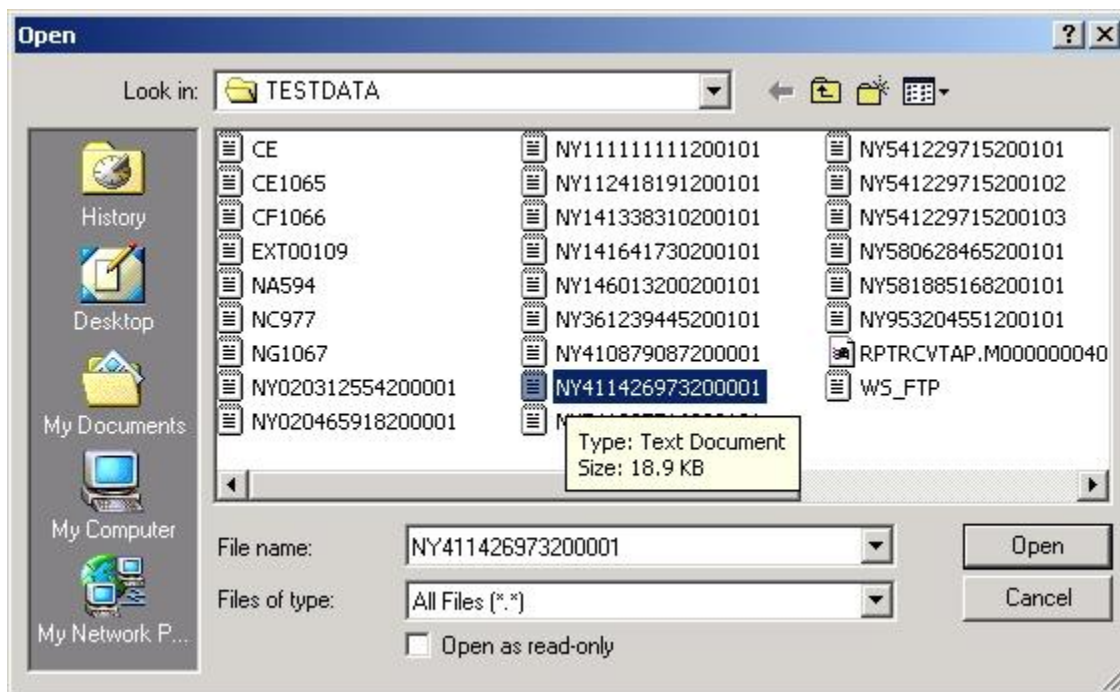 Open
Look in: TESTDATA
History
Desktop
My Documents
My Computer
My Network P...
CE
CE1065
CF1066
EXT00109
NA594
NC977
NG1067
NY020312554200001
NY020465918200001
NY111111111200101
NY112418191200101
NY141338310200101
NY141641730200101
NY146013200200101
NY361239445200101
NY410879087200001
NY411426973200001
Type: Text Document
Size: 18.9 KB
NY541229715200101
NY541229715200102
NY541229715200103
NY580628465200101
NY581885168200101
NY953204551200101
RPTRCVTAP.M000000040
WS_FTP
File name: NY411426973200001
Open
Files of type: All Files (*.*)
Cancel
Open as read-only